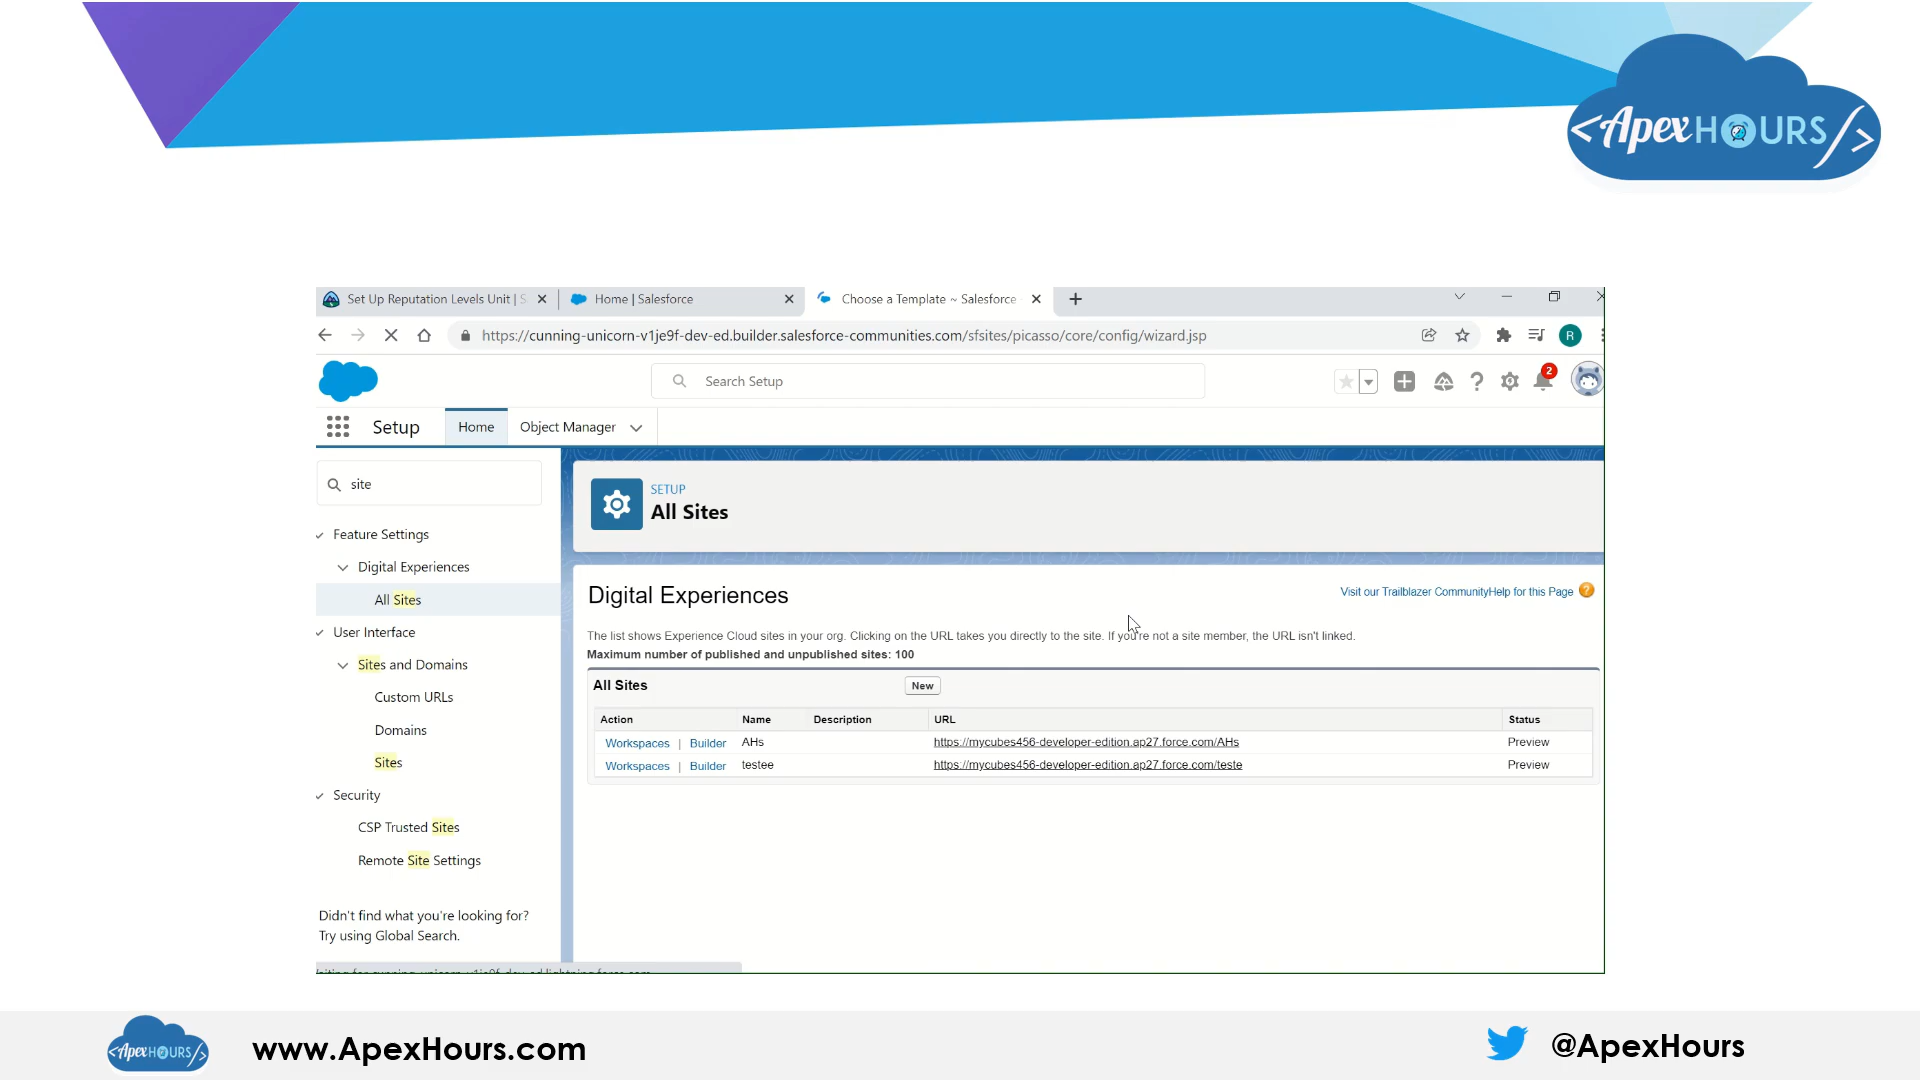 <ApexHOURS/>
Set Up Reputation Levels Unit | S
Home | Salesforce
Choose a Template ~ Salesforce
https://cunning-unicorn-v1je9f-dev-ed.builder.salesforce-communities.com/sfsites/picasso/core/config/wizard.jsp
R
Search Setup
2
Setup
Home
Object Manager
site
SETUP
All Sites
Feature Settings
Digital Experiences
All Sites
User Interface
Sites and Domains
Custom URLs
Domains
Sites
Security
CSP Trusted Sites
Remote Site Settings
Didn't find what you're looking for?
Try using Global Search.
Digital Experiences
Visit our Trailblazer CommunityHelp for this Page ?
The list shows Experience Cloud sites in your org. Clicking on the URL takes you directly to the site. If you're not a site member, the URL isn't linked.
Maximum number of published and unpublished sites: 100
All Sites New
Action Name Description URL Status
Workspaces | Builder AHs https://mycubes456-developer-edition.ap27.force.com/AHs Preview
Workspaces | Builder testee https://mycubes456-developer-edition.ap27.force.com/teste Preview
<ApexHOURS/>
www.ApexHours.com
@ApexHours